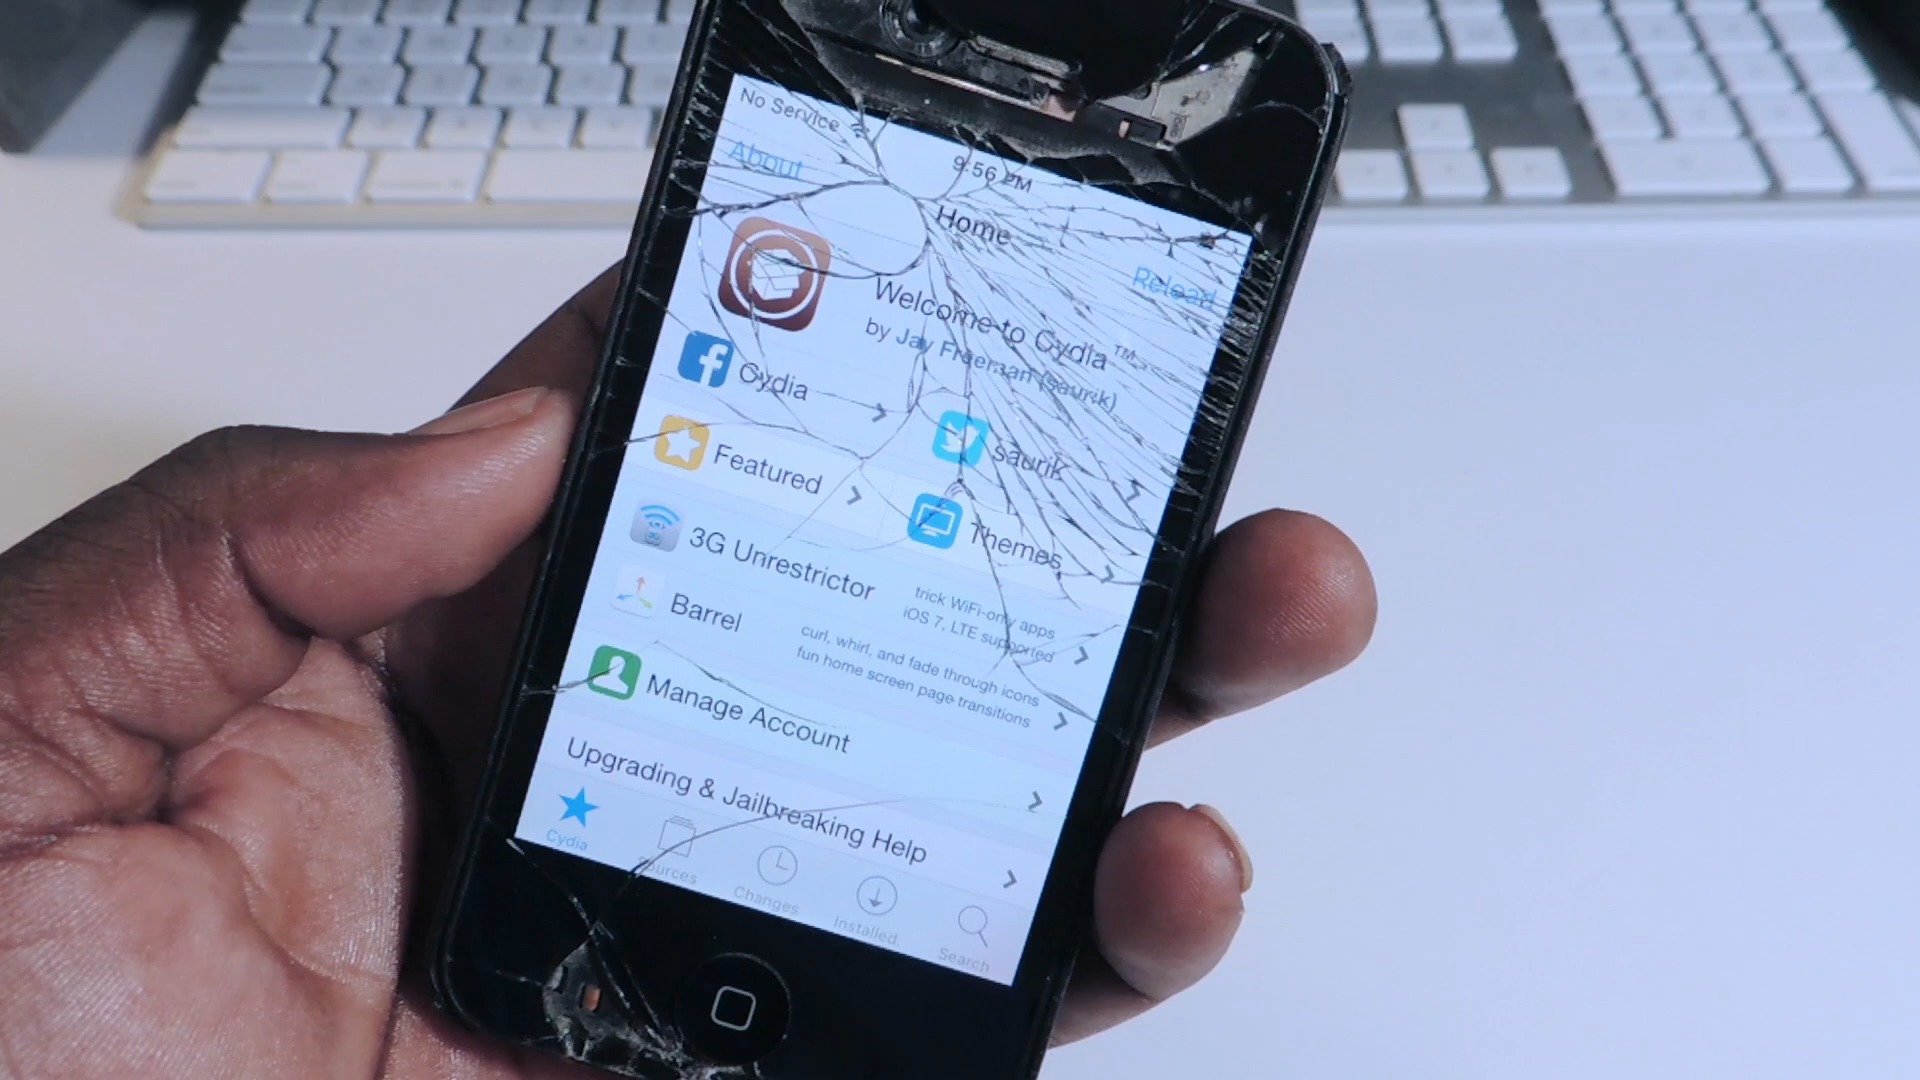 No Service
9:56 PM
About
Home
Reload
Welcome to Cydia™
by Jay Freeman (saurik)
Cydia
saurik
Featured
Themes
3G Unrestrictor
trick WiFi-only apps
iOS 7, LTE supported
Barrel
curl, whirl, and fade through icons
fun home screen page transitions
Manage Account
Upgrading & Jailbreaking Help
Cydia
Sources
Changes
Installed
Search